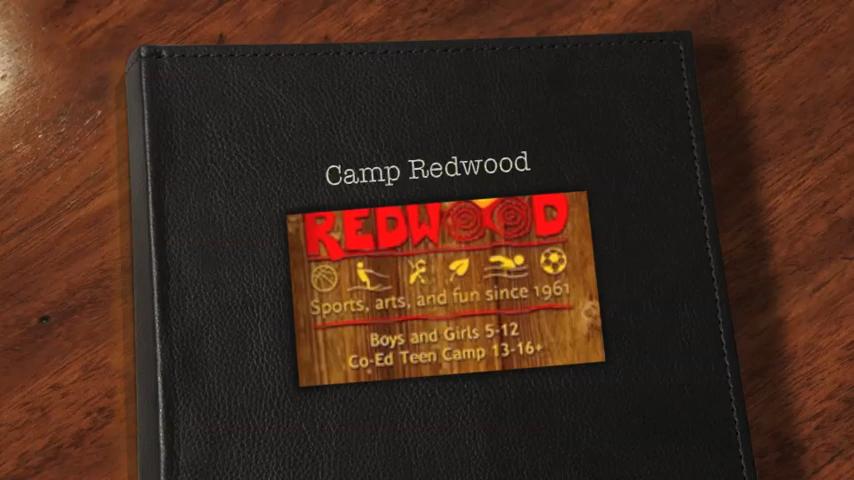 Camp Redwood
REDWOOD
Sports, arts, and fun since 1961
Boys and Girls 5-12
Co-Ed Teen Camp 13-16+